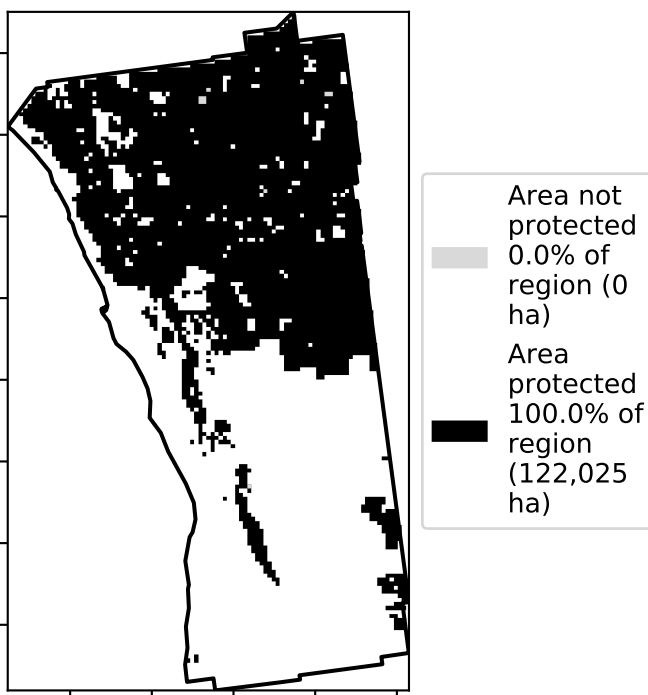 Area not
protected
0.0% of
region (0
ha)
Area
protected
100.0% of
region
(122,025
ha)